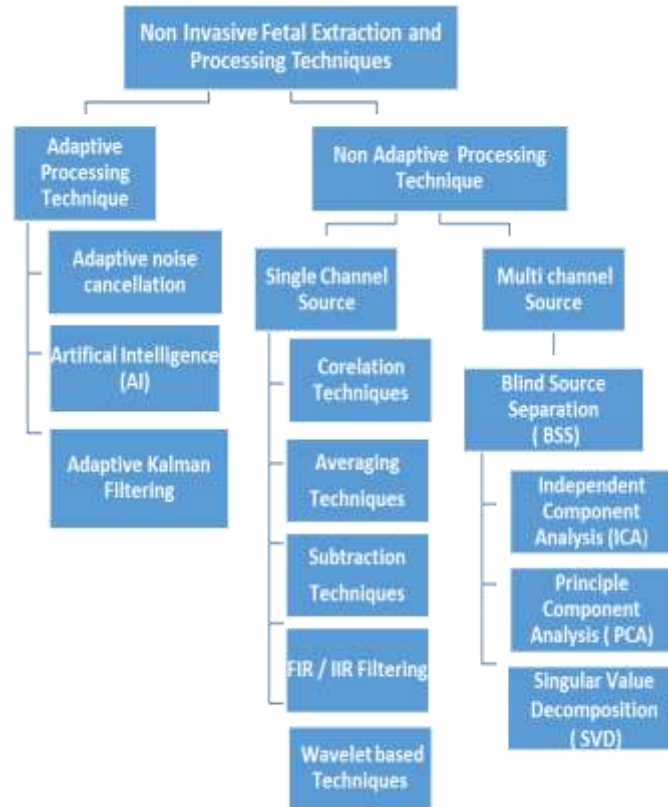 Non Invasive Fetal Extraction and
Processing Techniques
Adaptive
Processing
Technique
Non Adaptive Processing
Technique
Adaptive noise
cancellation
Artifical Intelligence
(AI)
Adaptive Kalman
Filtering
Single Channel
Source
Multi channel
Source
Corelation
Techniques
Averaging
Techniques
Subtraction
Techniques
FIR / IIR Filtering
Wavelet based
Techniques
Blind Source
Separation
( BSS)
Independent
Component
Analysis (ICA)
Principle
Component
Analysis ( PCA)
Singular Value
Decomposition
( SVD)